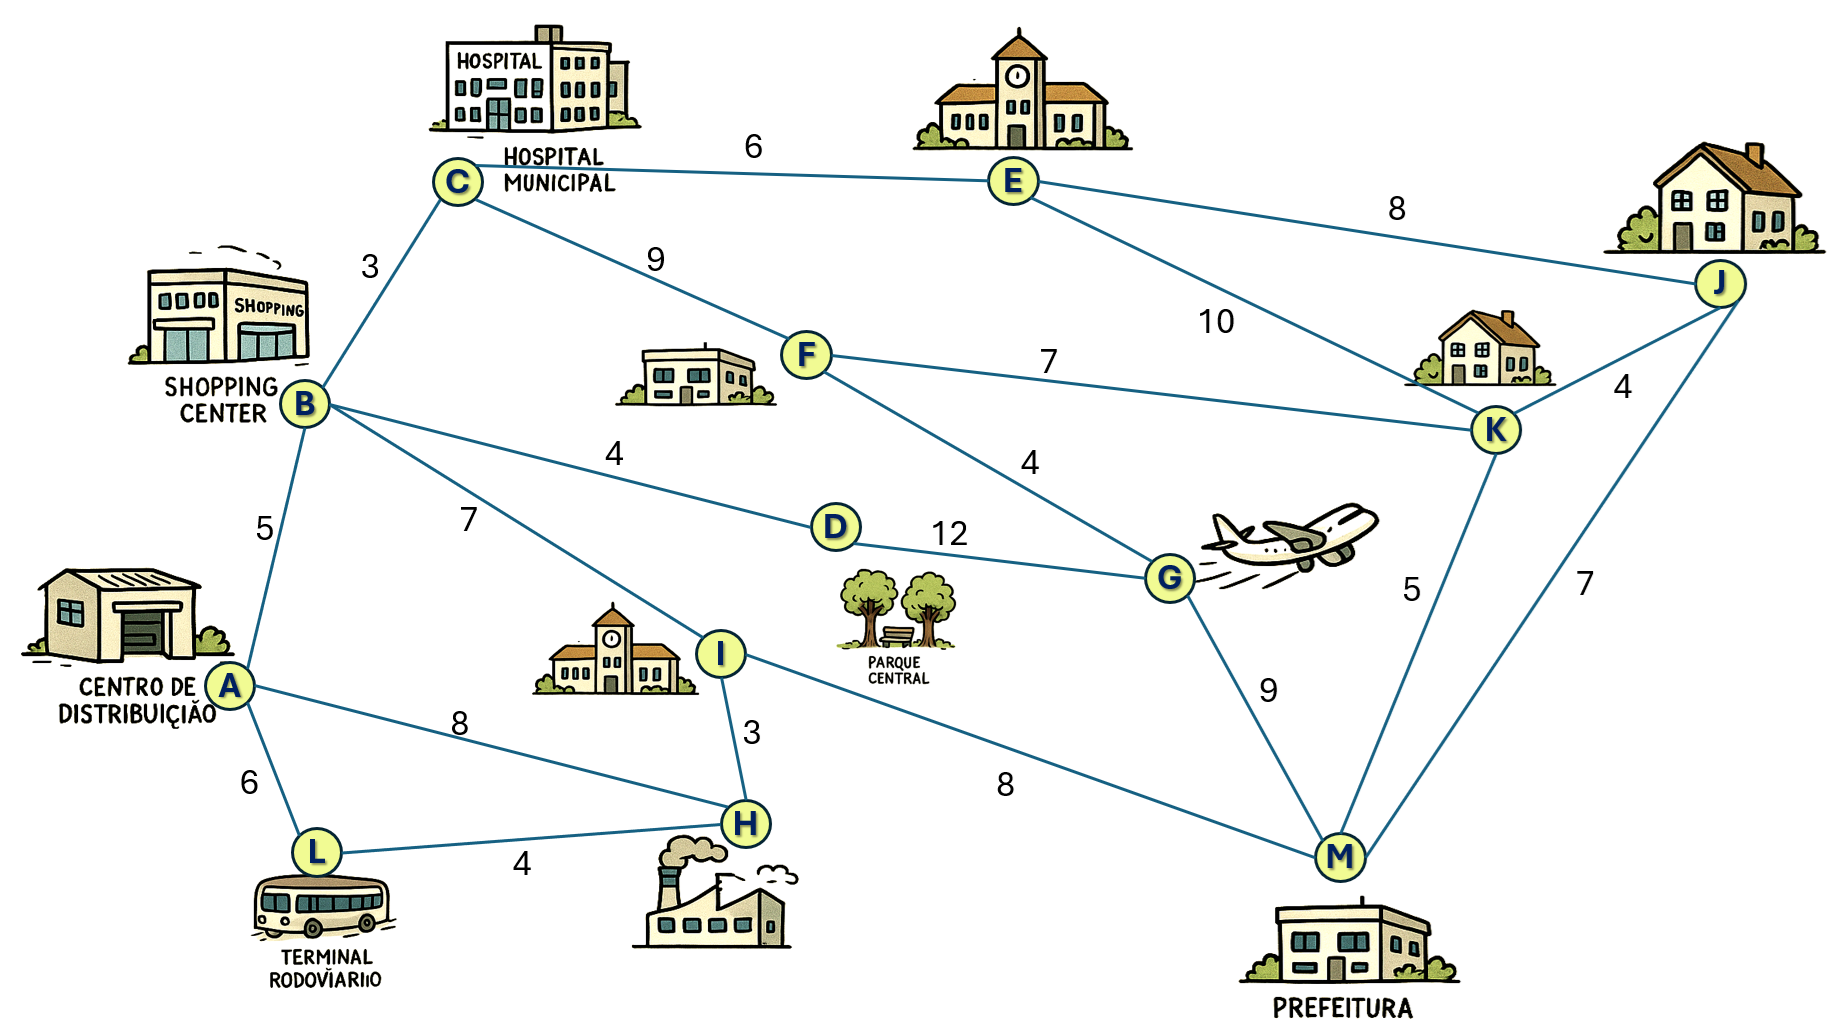 HOSPITAL
HOSPITAL
MUNICIPAL
6
C
E
8
J
3
9
10
SHOPPING
SHOPPING
CENTER
B
F
7
K
4
4
4
7
5
D
12
G
5
7
I
PARQUE
CENTRAL
CENTRO DE
DISTRIBUIÇIÃO
A
9
8
3
6
8
H
L
4
M
TERMINAL
RODOVIARIIO
PREFEITURA